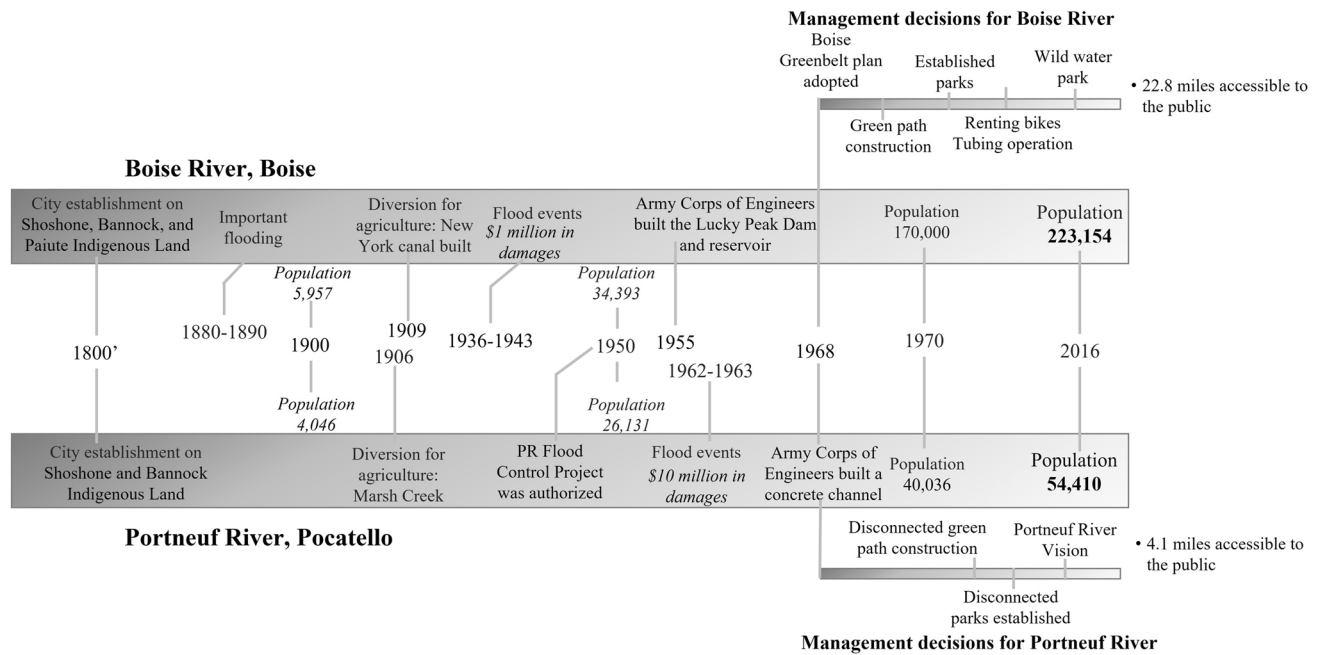 Management decisions for Boise River
Boise
Greenbelt plan
adopted
Established
parks
Wild water
park
• 22.8 miles accessible to
the public
Green path
construction
Renting bikes
Tubing operation
Boise River, Boise
City establishment on
Shoshone, Bannock, and
Paiute Indigenous Land
Important
flooding
Diversion for
agriculture: New
York canal built
Flood events
$1 million in
damages
Army Corps of Engineers
built the Lucky Peak Dam
and reservoir
Population
170,000
Population
223,154
Population
5,957
Population
34,393
1800’
1880-1890
1900
1909
1906
1936-1943
1950
1955
1962-1963
1968
1970
2016
Population
4,046
Population
26,131
City establishment on
Shoshone and Bannock
Indigenous Land
Diversion for
agriculture:
Marsh Creek
PR Flood
Control Project
was authorized
Flood events
$10 million in
damages
Army Corps of
Engineers built a
concrete channel
Population
40,036
Population
54,410
Portneuf River, Pocatello
Disconnected green
path construction
Portneuf River
Vision
• 4.1 miles accessible to
the public
Disconnected
parks established
Management decisions for Portneuf River